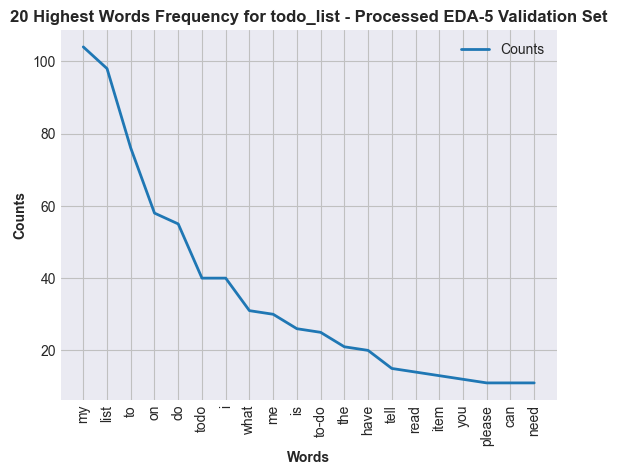 20 Highest Words Frequency for todo_list - Processed EDA-5 Validation Set
Counts
100
80
60
40
20
Counts
my
list
to
on
do
todo
i
what
me
is
to-do
the
have
tell
read
item
you
please
can
need
Words